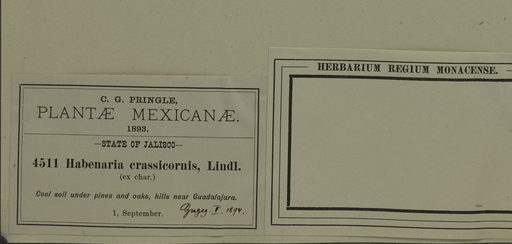 C. G. PRINGLE,
PLANTÆ MEXICANÆ.
1893.
—STATE OF JALISCO—
4511 Habenaria crassicornis, Lindl.
(ex char.)
Cool soil under pines and oaks, hills near Guadalajara.
1, September.
V. 1894.
HERBARIUM REGIUM MONACENSE.